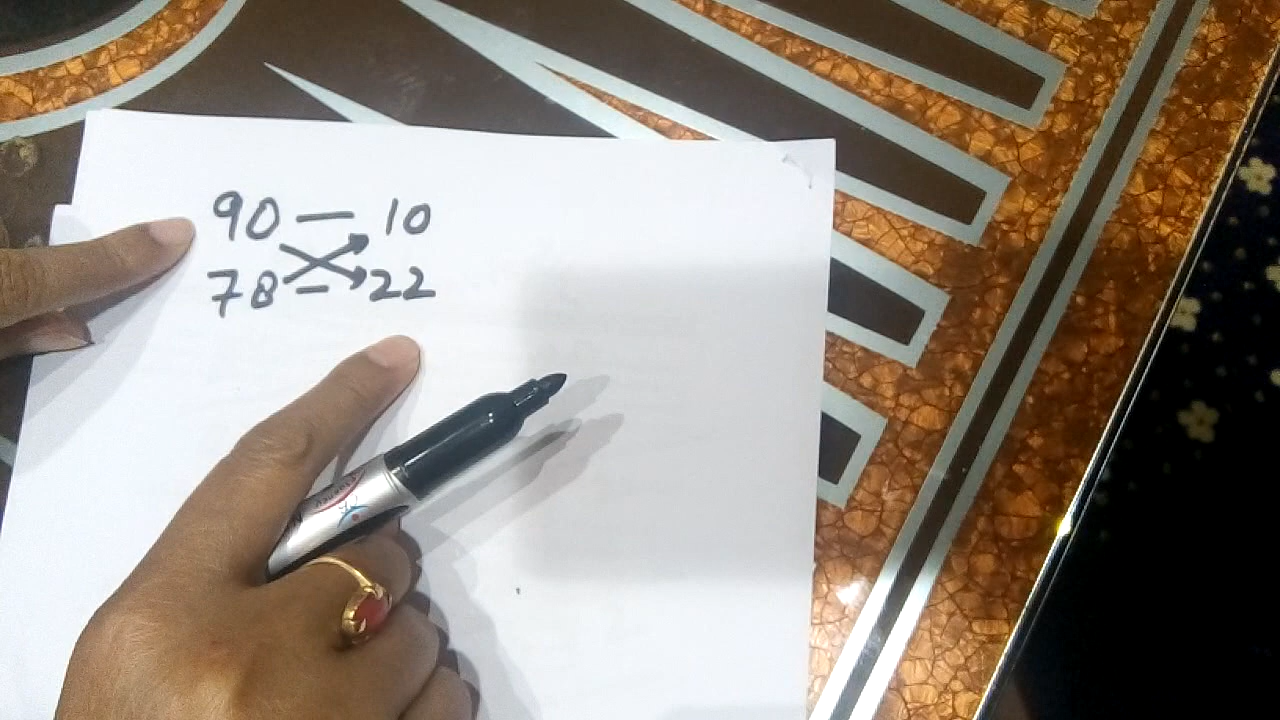 90 — 10
78 — 22